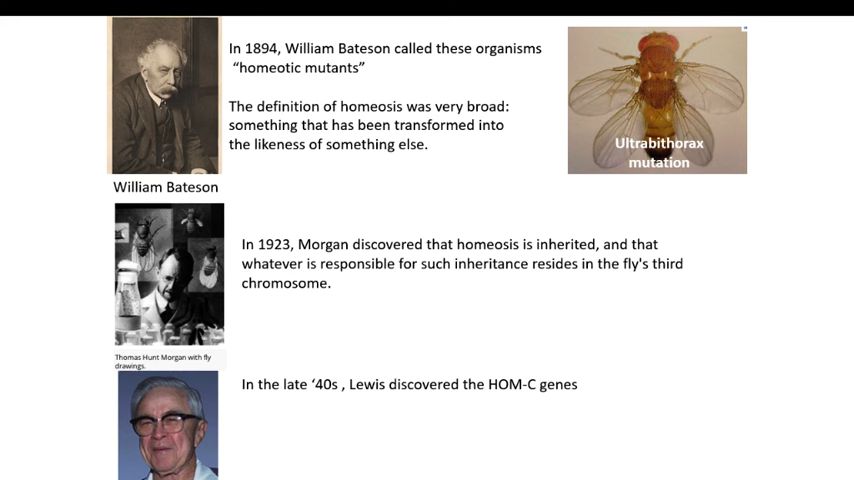 In 1894, William Bateson called these organisms
“homeotic mutants”
The definition of homeosis was very broad:
something that has been transformed into
the likeness of something else.
Ultrabithorax
mutation
William Bateson
In 1923, Morgan discovered that homeosis is inherited, and that
whatever is responsible for such inheritance resides in the fly's third
chromosome.
Thomas Hunt Morgan with fly
drawings.
In the late ‘40s , Lewis discovered the HOM-C genes